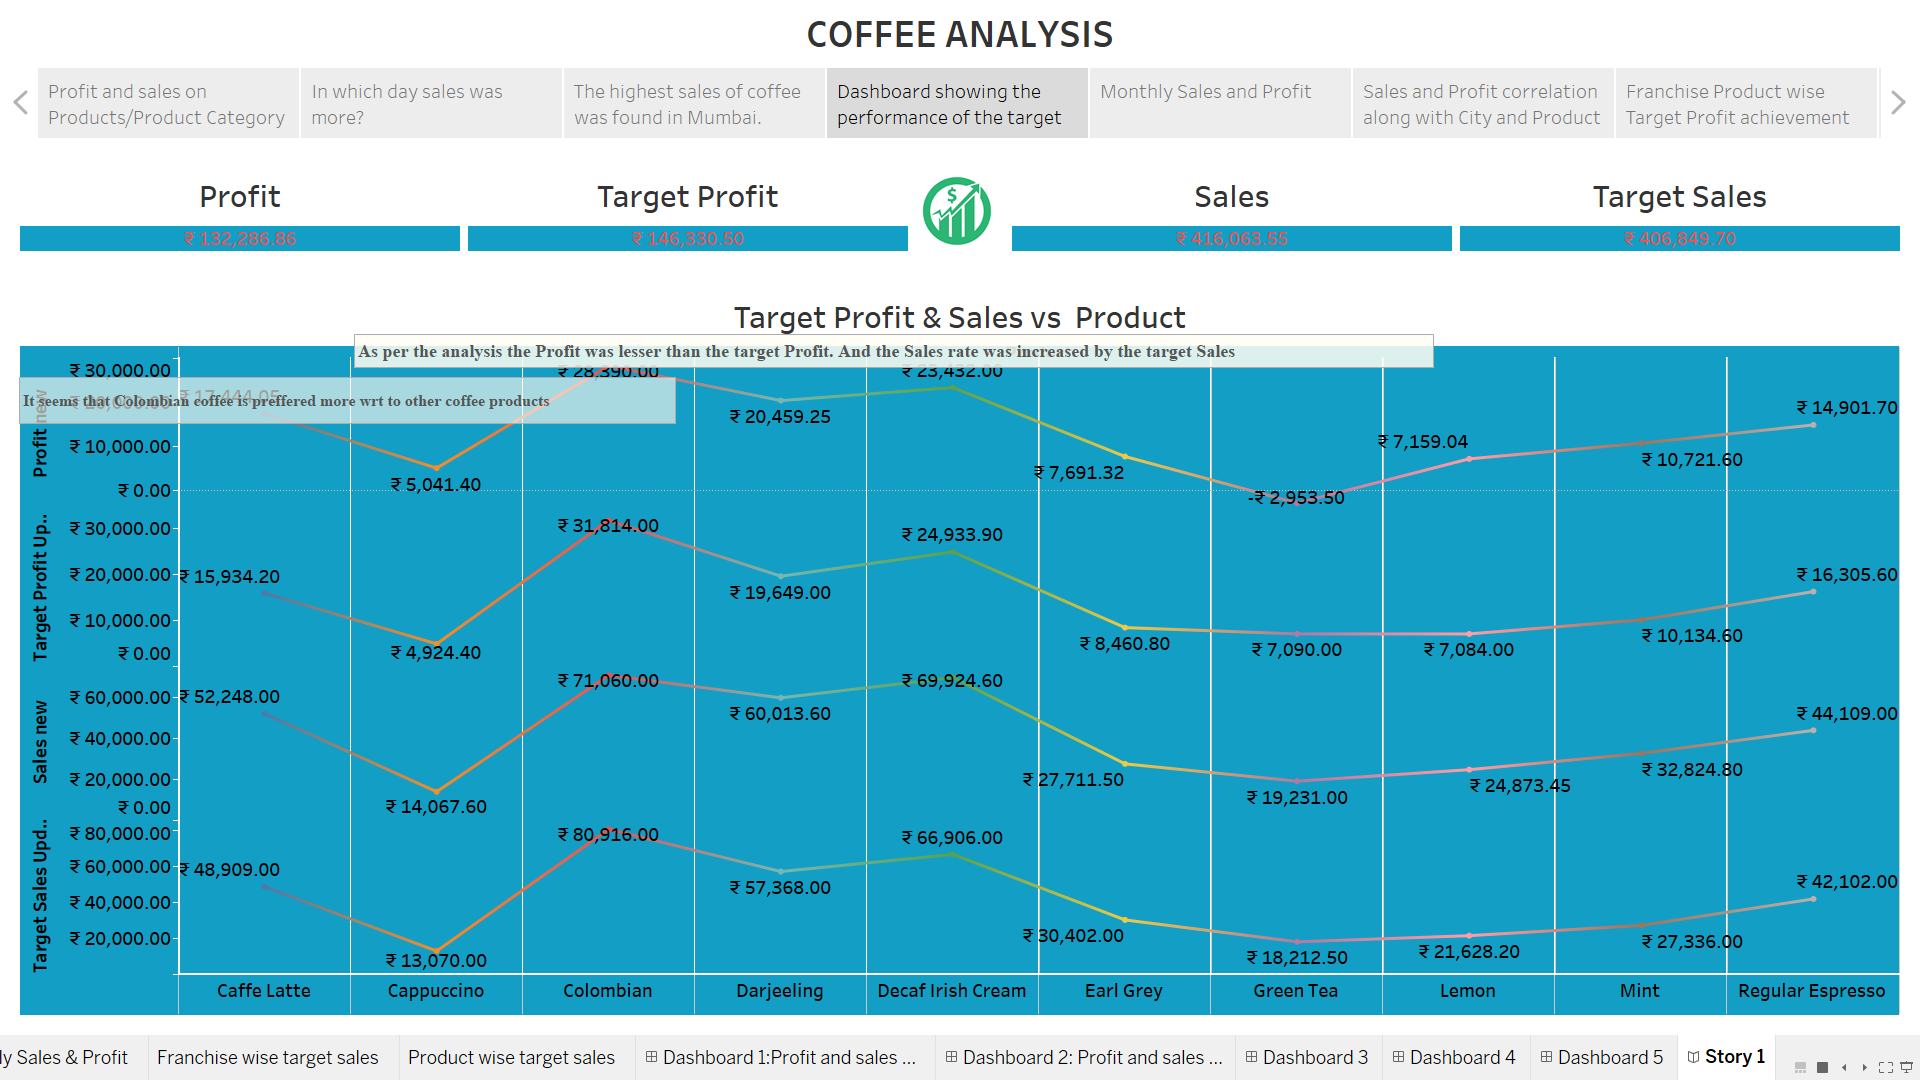 COFFEE ANALYSIS
Profit and sales on
Products/Product Category
In which day sales was
more?
The highest sales of coffee
was found in Mumbai.
Dashboard showing the
performance of the target
Monthly Sales and Profit
Sales and Profit correlation
along with City and Product
Franchise Product wise
Target Profit achievement
Profit
Target Profit
Sales
Target Sales
₹ 132,286.86
₹ 146,330.50
$
₹ 416,063.55
₹ 406,849.70
Target Profit & Sales vs Product
As per the analysis the Profit was lesser than the target Profit. And the Sales rate was increased by the target Sales
It seems that Colombian coffee is preffered more wrt to other coffee products
Profit new
₹ 30,000.00
₹ 20,000.00
₹ 10,000.00
₹ 0.00
₹ 17,444.05
₹ 5,041.40
₹ 28,390.00
₹ 20,459.25
₹ 23,432.00
₹ 7,691.32
-₹ 2,953.50
₹ 7,159.04
₹ 10,721.60
₹ 14,901.70
Target Profit Up..
₹ 30,000.00
₹ 20,000.00
₹ 10,000.00
₹ 0.00
₹ 15,934.20
₹ 4,924.40
₹ 31,814.00
₹ 19,649.00
₹ 24,933.90
₹ 8,460.80
₹ 7,090.00
₹ 7,084.00
₹ 10,134.60
₹ 16,305.60
Sales new
₹ 60,000.00
₹ 40,000.00
₹ 20,000.00
₹ 0.00
₹ 52,248.00
₹ 14,067.60
₹ 71,060.00
₹ 60,013.60
₹ 69,924.60
₹ 27,711.50
₹ 19,231.00
₹ 24,873.45
₹ 32,824.80
₹ 44,109.00
Target Sales Upd..
₹ 80,000.00
₹ 60,000.00
₹ 40,000.00
₹ 20,000.00
₹ 48,909.00
₹ 13,070.00
₹ 80,916.00
₹ 57,368.00
₹ 66,906.00
₹ 30,402.00
₹ 18,212.50
₹ 21,628.20
₹ 27,336.00
₹ 42,102.00
Caffe Latte
Cappuccino
Colombian
Darjeeling
Decaf Irish Cream
Earl Grey
Green Tea
Lemon
Mint
Regular Espresso
ly Sales & Profit
Franchise wise target sales
Product wise target sales
Dashboard 1:Profit and sales ...
Dashboard 2: Profit and sales ...
Dashboard 3
Dashboard 4
Dashboard 5
Story 1